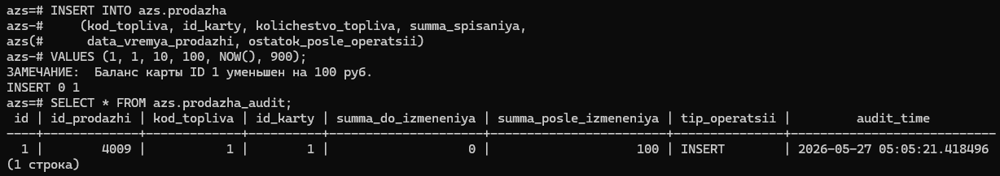 azs=# INSERT INTO azs.prodazha
azs-#     (kod_topliva, id_karty, kolichestvo_topliva, summa_spisaniya,
azs(#      data_vremya_prodazhi, ostatok_posle_operatsii)
azs-# VALUES (1, 1, 10, 100, NOW(), 900);
ЗАМЕЧАНИЕ:  Баланс карты ID 1 уменьшен на 100 руб.
INSERT 0 1
azs=# SELECT * FROM azs.prodazha_audit;
 id | id_prodazhi | kod_topliva | id_karty | summa_do_izmeneniya | summa_posle_izmeneniya | tip_operatsii |         audit_time
----+-------------+-------------+----------+---------------------+------------------------+---------------+----------------------------
  1 |        4009 |           1 |        1 |                   0 |                    100 | INSERT        | 2026-05-27 05:05:21.418496
(1 строка)